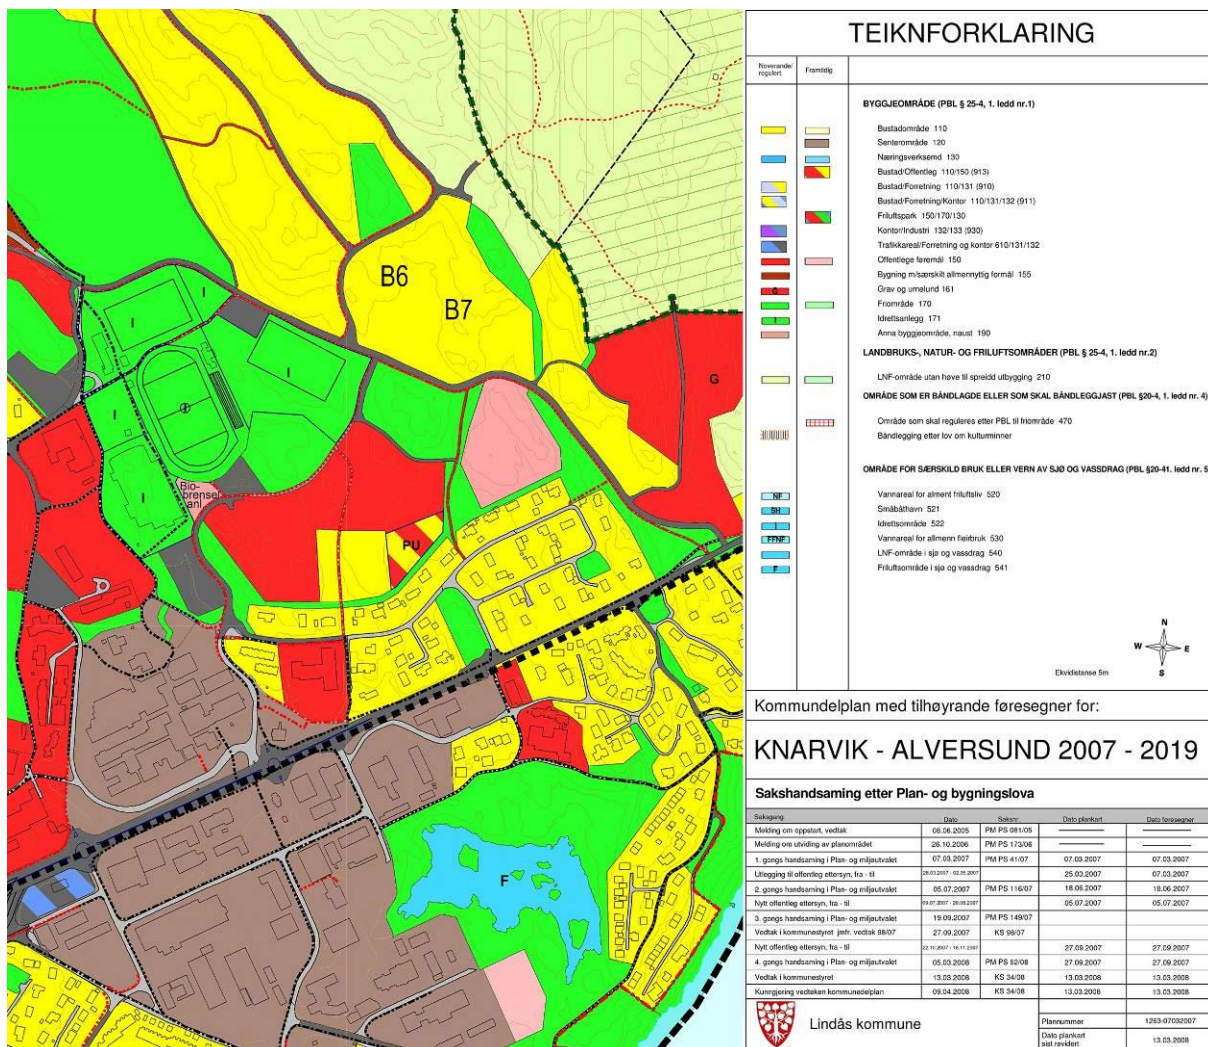 B6
B7
I
I
I
I
I
G
Bio-
brensel
anl
PU
F
TEIKNFORKLARING
Noverande/
regulert
Framtidig
BYGGJEOMRÅDE (PBL § 25-4, 1. ledd nr.1)
Bustadområde 110
Senterområde 120
Næringsverksemd 130
Bustad/Offentleg 110/150 (913)
Bustad/Forretning 110/131 (910)
Bustad/Forretning/Kontor 110/131/132 (911)
Friluftspark 150/170/130
Kontor/Industri 132/133 (930)
Trafikkareal/Forretning og kontor 610/131/132
Offentlege føremål 150
Bygning m/særskilt allmennyttig formål 155
G Grav og urnelund 161
Friområde 170
I Idrettsanlegg 171
Anna byggjeområde, naust 190
LANDBRUKS-, NATUR- OG FRILUFTSOMRÅDER (PBL § 25-4, 1. ledd nr.2)
LNF-område utan høve til spreidd utbygging 210
OMRÅDE SOM ER BÅNDLAGDE ELLER SOM SKAL BÅNDLEGGJAST (PBL §20-4, 1. ledd nr. 4)
Område som skal reguleres etter PBL til friområde 470
Båndlegging etter lov om kulturminner
OMRÅDE FOR SÆRSKILD BRUK ELLER VERN AV SJØ OG VASSDRAG (PBL §20-41. ledd nr. 5
NF Vannareal for alment friluftsliv 520
SH Småbåthavn 521
I Idrettsområde 522
FFNF Vannareal for allmenn fleirbruk 530
LNF-område i sjø og vassdrag 540
F Friluftsområde i sjø og vassdrag 541
N
W E
S
Ekvidistanse 5m
Kommundelplan med tilhøyrande føresegner for:
KNARVIK - ALVERSUND 2007 - 2019
Sakshandsaming etter Plan- og bygningslova
Saksgang Dato Saksnr. Dato plankart Dato føresegner
Melding om oppstart, vedtak 08.06.2005 PM PS 081/05
Melding om utviding av planområdet 26.10.2006 PM PS 173/06
1. gongs handsaming i Plan- og miljøutvalet 07.03.2007 PM PS 41/07 07.03.2007 07.03.2007
Utlegging til offentleg ettersyn, fra - til 25.03.2007 07.03.2007
2. gongs handsaming i Plan- og miljøutvalet 05.07.2007 PM PS 116/07 18.06.2007 18.06.2007
Nytt offentleg ettersyn, fra - til 05.07.2007 05.07.2007
3. gongs handsaming i Plan- og miljøutvalet 19.09.2007 PM PS 149/07
Vedtak i kommunestyret jmfr. vedtak 98/07 27.09.2007 KS 98/07
Nytt offentleg ettersyn, fra - til 22.10.2007 - 16.11.2007 27.09.2007 27.09.2007
4. gongs handsaming i Plan- og miljøutvalet 05.03.2008 PM PS 52/08 27.09.2007 27.09.2007
Vedtak i kommunestyret 13.03.2008 KS 34/08 13.03.2008 13.03.2008
Kunngjering vedteken kommunedelplan 09.04.2008 KS 34/08 13.03.2008 13.03.2008
Lindås kommune
Plannummer 1263-07032007
Dato plankart
sist revidert 13.03.2008